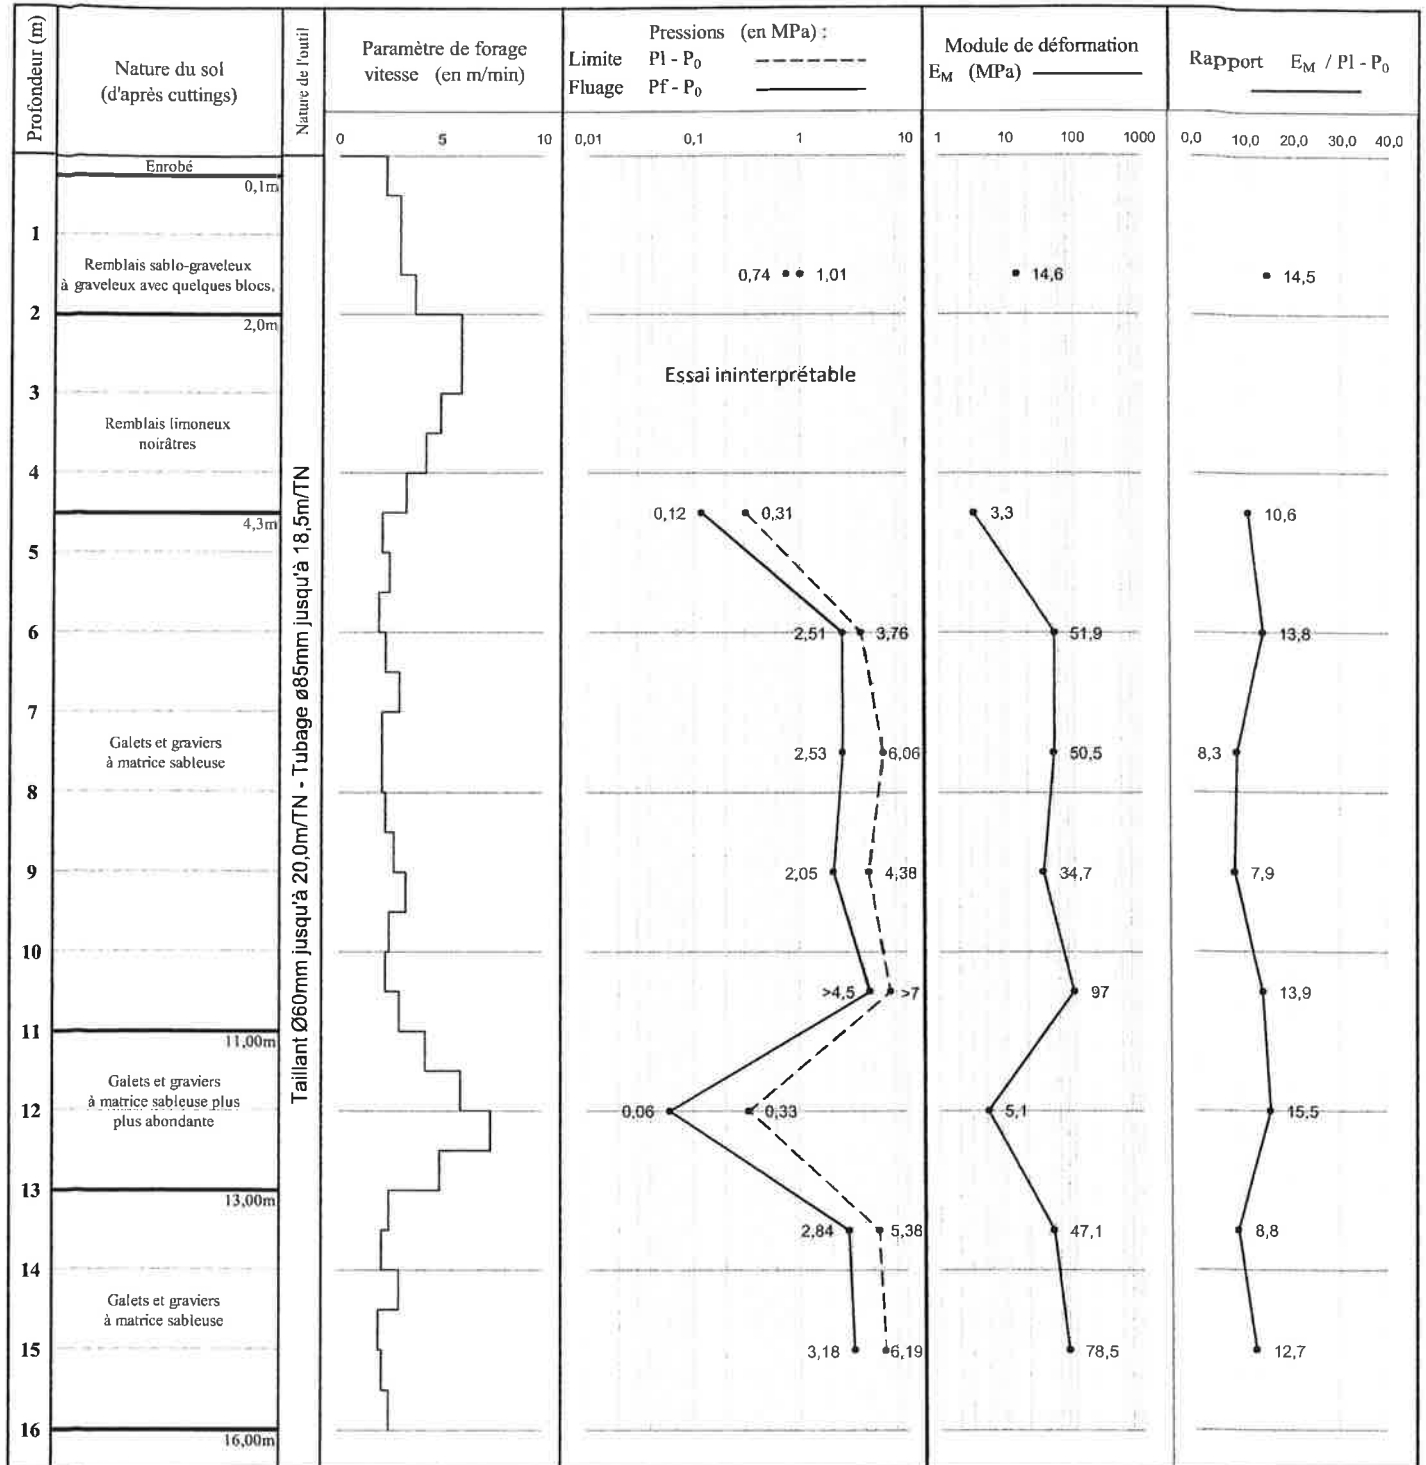 Profondeur (m)
Nature du sol
(d'après cuttings)
Nature de l'outil
Paramètre de forage
vitesse (en m/min)
Pressions (en MPa) :
Limite Pl - P0
Fluage Pf - P0
Module de déformation
EM (MPa)
Rapport EM / Pl - P0
0 5 10
0,01 0,1 1 10
1 10 100 1000
0,0 10,0 20,0 30,0 40,0
Enrobé
0,1m
1
Remblais sablo-graveleux
à graveleux avec quelques blocs.
0,74 1,01 14,6 14,5
2
2,0m
Essai ininterprétable
3
Remblais limoneux
noirâtres
4
4,3m
0,12 0,31 3,3 10,6
5
Taillant Ø60mm jusqu'à 20,0m/TN - Tubage ø85mm jusqu'à 18,5m/TN
6
2,51 3,76 51,9 13,8
7
Galets et graviers
à matrice sableuse
2,53 6,06 50,5 8,3
8
9
2,05 4,38 34,7 7,9
10
>4,5 >7 97 13,9
11
11,00m
Galets et graviers
à matrice sableuse plus
plus abondante
12
0,06 0,33 5,1 15,5
13
13,00m
2,84 5,38 47,1 8,8
14
Galets et graviers
à matrice sableuse
15
3,18 6,19 78,5 12,7
16
16,00m